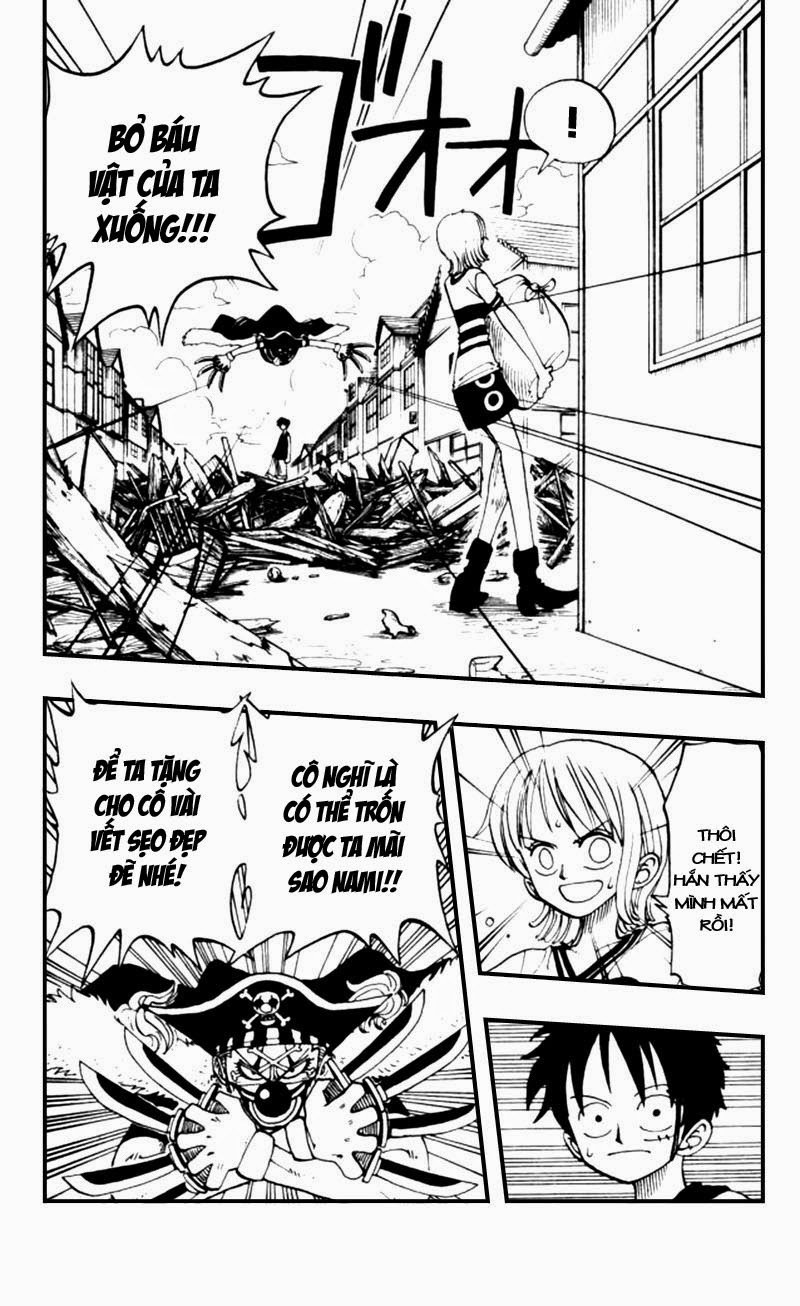 !
ゴオオ
BỎ BÁU
VẬT CỦA TA
XUỐNG!!!
THÔI
CHẾT!
HẮN THẤY
MÌNH MẤT
RỒI!
CÔ NGHĨ LÀ
CÓ THỂ TRỐN
ĐƯỢC TA MÃI
SAO NAMI!!
ĐỂ TA TẶNG
CHO CÔ VÀI
VẾT SẸO ĐẸP
ĐẼ NHÉ!